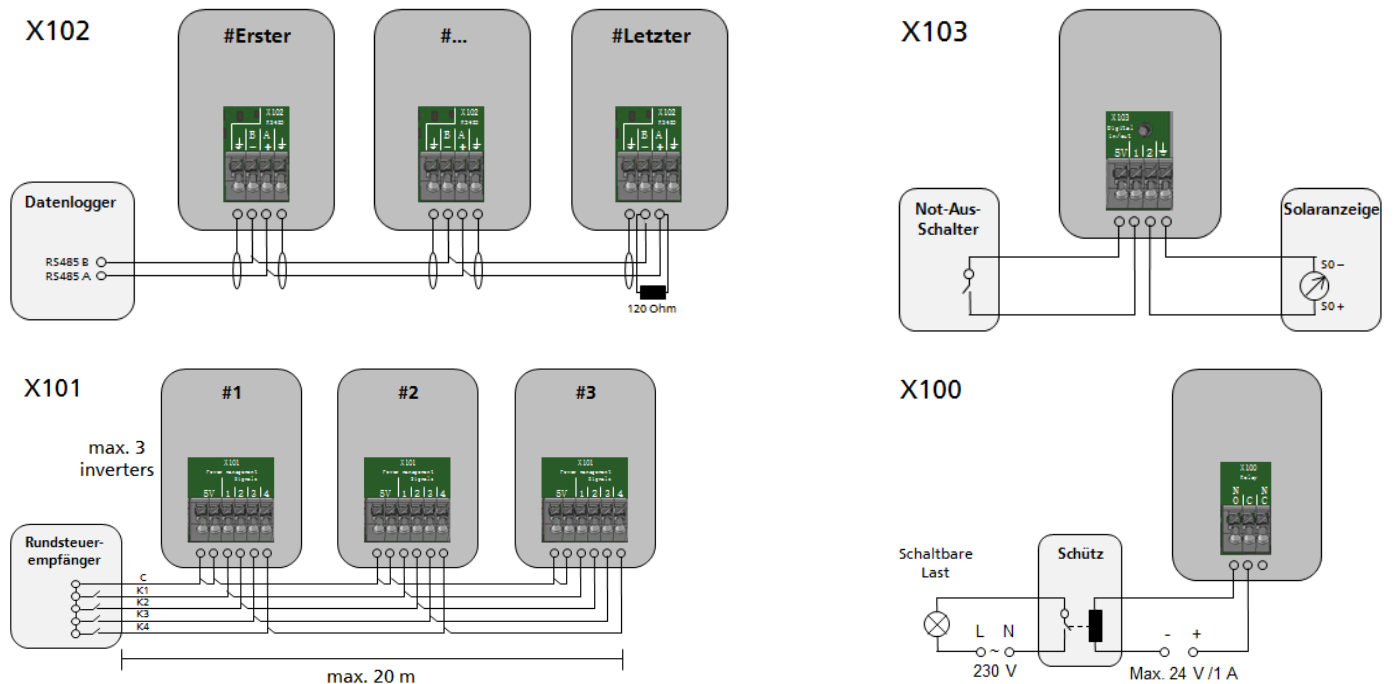 X102
#Erster
#...
#Letzter
X102
RS485
B A
- +
X102
RS485
B A
- +
X102
RS485
B A
- +
Datenlogger
RS485 B
RS485 A
120 Ohm
X103
X103
Digital
in/out
5V 1 2
Not-Aus-
Schalter
Solaranzeige
S0 –
S0 +
X101
#1
#2
#3
max. 3
inverters
X101
Power management
Signals
5V 1 2 3 4
X101
Power management
Signals
5V 1 2 3 4
X101
Power management
Signals
5V 1 2 3 4
Rundsteuer-
empfänger
C
K1
K2
K3
K4
max. 20 m
X100
X100
Relay
N N
O C C
Schaltbare
Last
Schütz
L N
~
230 V
- +
Max. 24 V /1 A